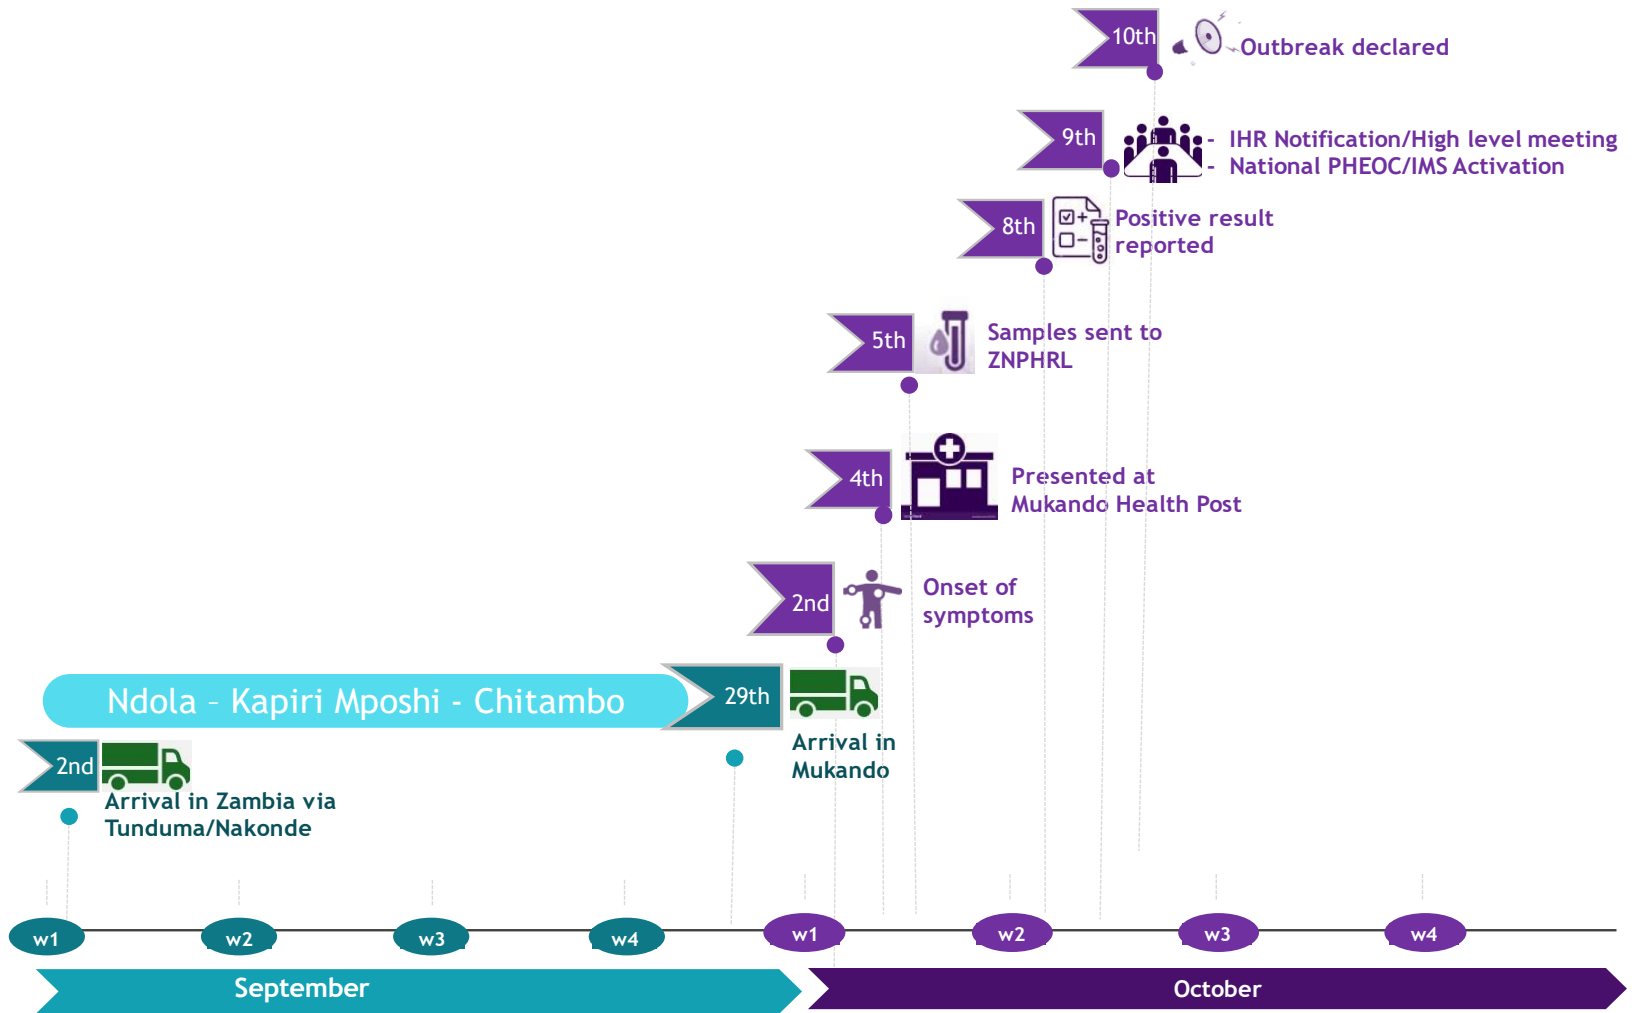 10th
Outbreak declared
9th
- IHR Notification/High level meeting
- National PHEOC/IMS Activation
8th
Positive result
reported
5th
Samples sent to
ZNPHRL
4th
Presented at
Mukando Health Post
2nd
Onset of
symptoms
Ndola – Kapiri Mposhi - Chitambo
29th
Arrival in
Mukando
2nd
Arrival in Zambia via
Tunduma/Nakonde
w1 w2 w3 w4 w1 w2 w3 w4
September October